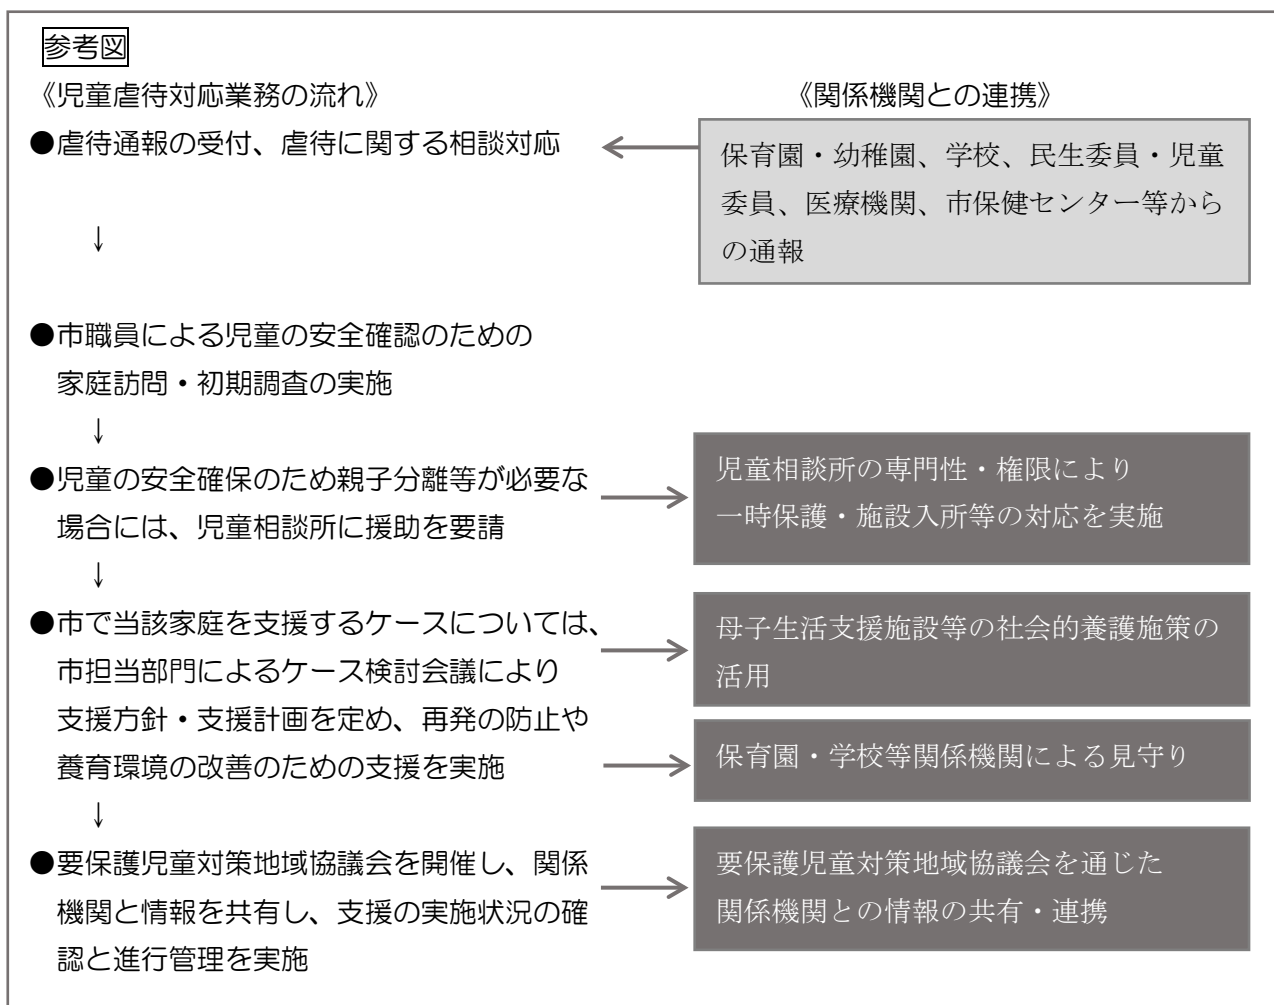 参考図
《児童虐待対応業務の流れ》
《関係機関との連携》
●虐待通報の受付、虐待に関する相談対応
保育園・幼稚園、学校、民生委員・児童
委員、医療機関、市保健センター等から
の通報
↓
●市職員による児童の安全確認のための
家庭訪問・初期調査の実施
↓
●児童の安全確保のため親子分離等が必要な
場合には、児童相談所に援助を要請
児童相談所の専門性・権限により
一時保護・施設入所等の対応を実施
↓
●市で当該家庭を支援するケースについては、
市担当部門によるケース検討会議により
支援方針・支援計画を定め、再発の防止や
養育環境の改善のための支援を実施
母子生活支援施設等の社会的養護施策の
活用
保育園・学校等関係機関による見守り
↓
●要保護児童対策地域協議会を開催し、関係
機関と情報を共有し、支援の実施状況の確
認と進行管理を実施
要保護児童対策地域協議会を通じた
関係機関との情報の共有・連携